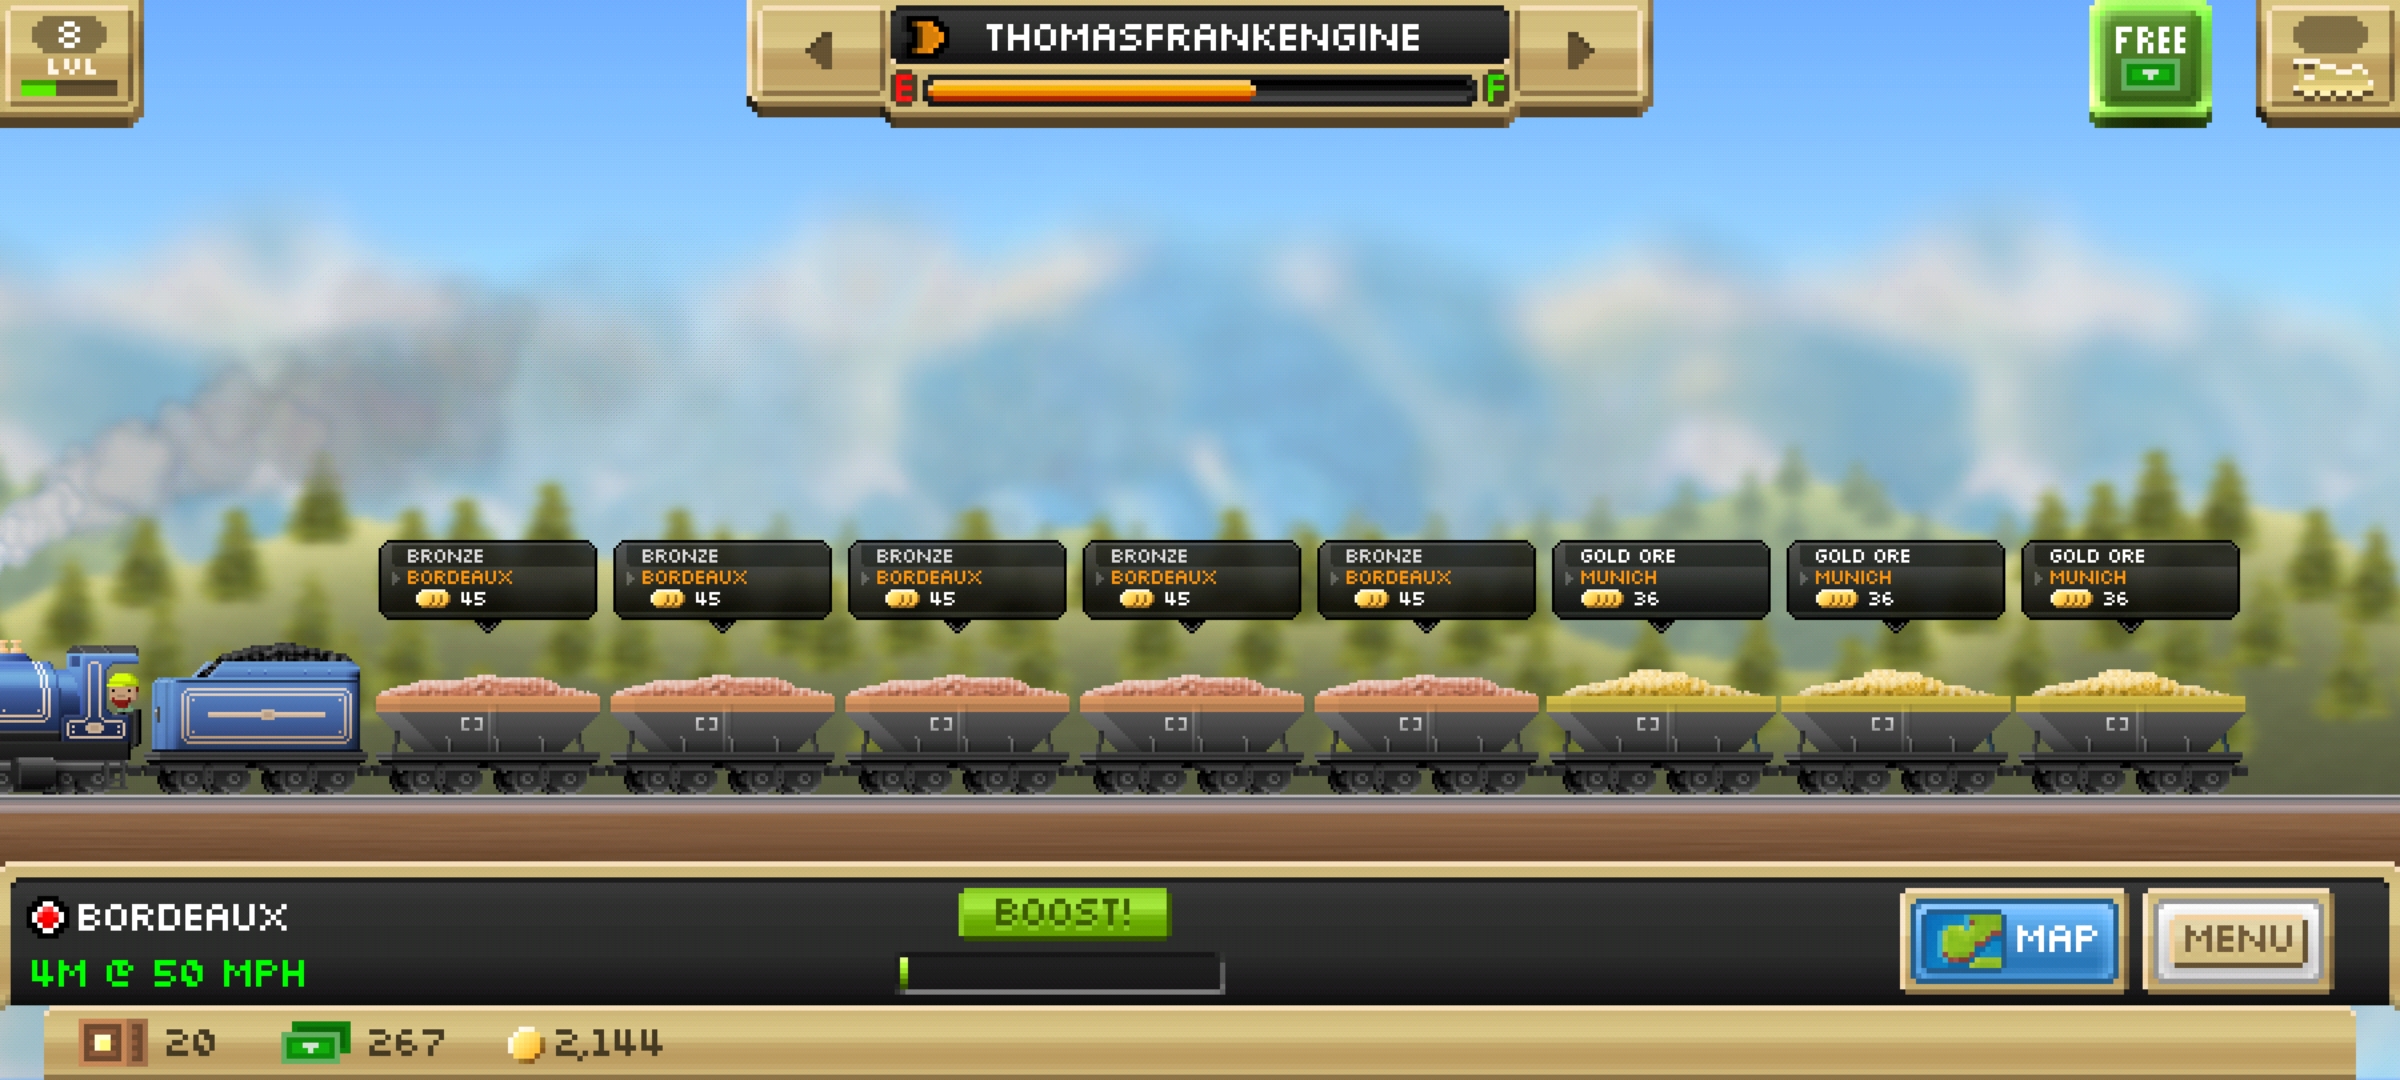 8
LVL
THOMASFRANKENGINE
E
F
FREE
BRONZE
BORDEAUX
45
BRONZE
BORDEAUX
45
BRONZE
BORDEAUX
45
BRONZE
BORDEAUX
45
BRONZE
BORDEAUX
45
GOLD ORE
MUNICH
36
GOLD ORE
MUNICH
36
GOLD ORE
MUNICH
36
BORDEAUX
4M @ 50 MPH
BOOST!
MAP
MENU
20
267
2,144